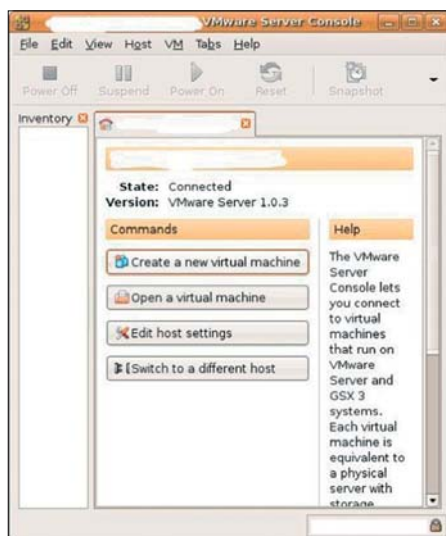 VMware Server Console
File Edit View Host VM Tabs Help
Power Off Suspend Power On Reset Snapshot
Inventory
State: Connected
Version: VMware Server 1.0.3
Commands
Create a new virtual machine
Open a virtual machine
Edit host settings
Switch to a different host
Help
The VMware
Server
Console lets
you connect
to virtual
machines
that run on
VMware
Server and
GSX 3
systems.
Each virtual
machine is
equivalent to
a physical
server with
storage